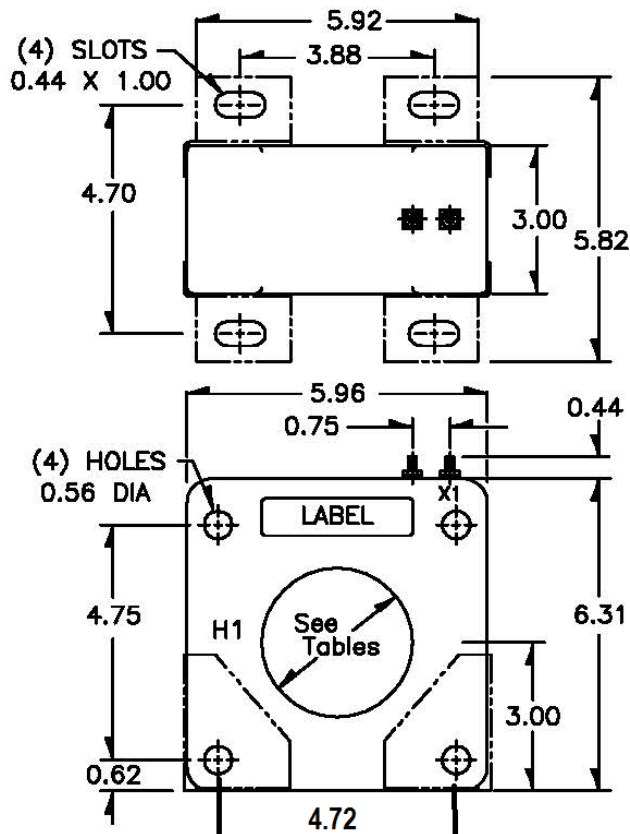 5.92
(4) SLOTS
0.44 X 1.00
3.88
4.70
3.00
5.82
5.96
0.44
0.75
(4) HOLES
0.56 DIA
X1
LABEL
4.75
H1
See
Tables
6.31
3.00
0.62
4.72